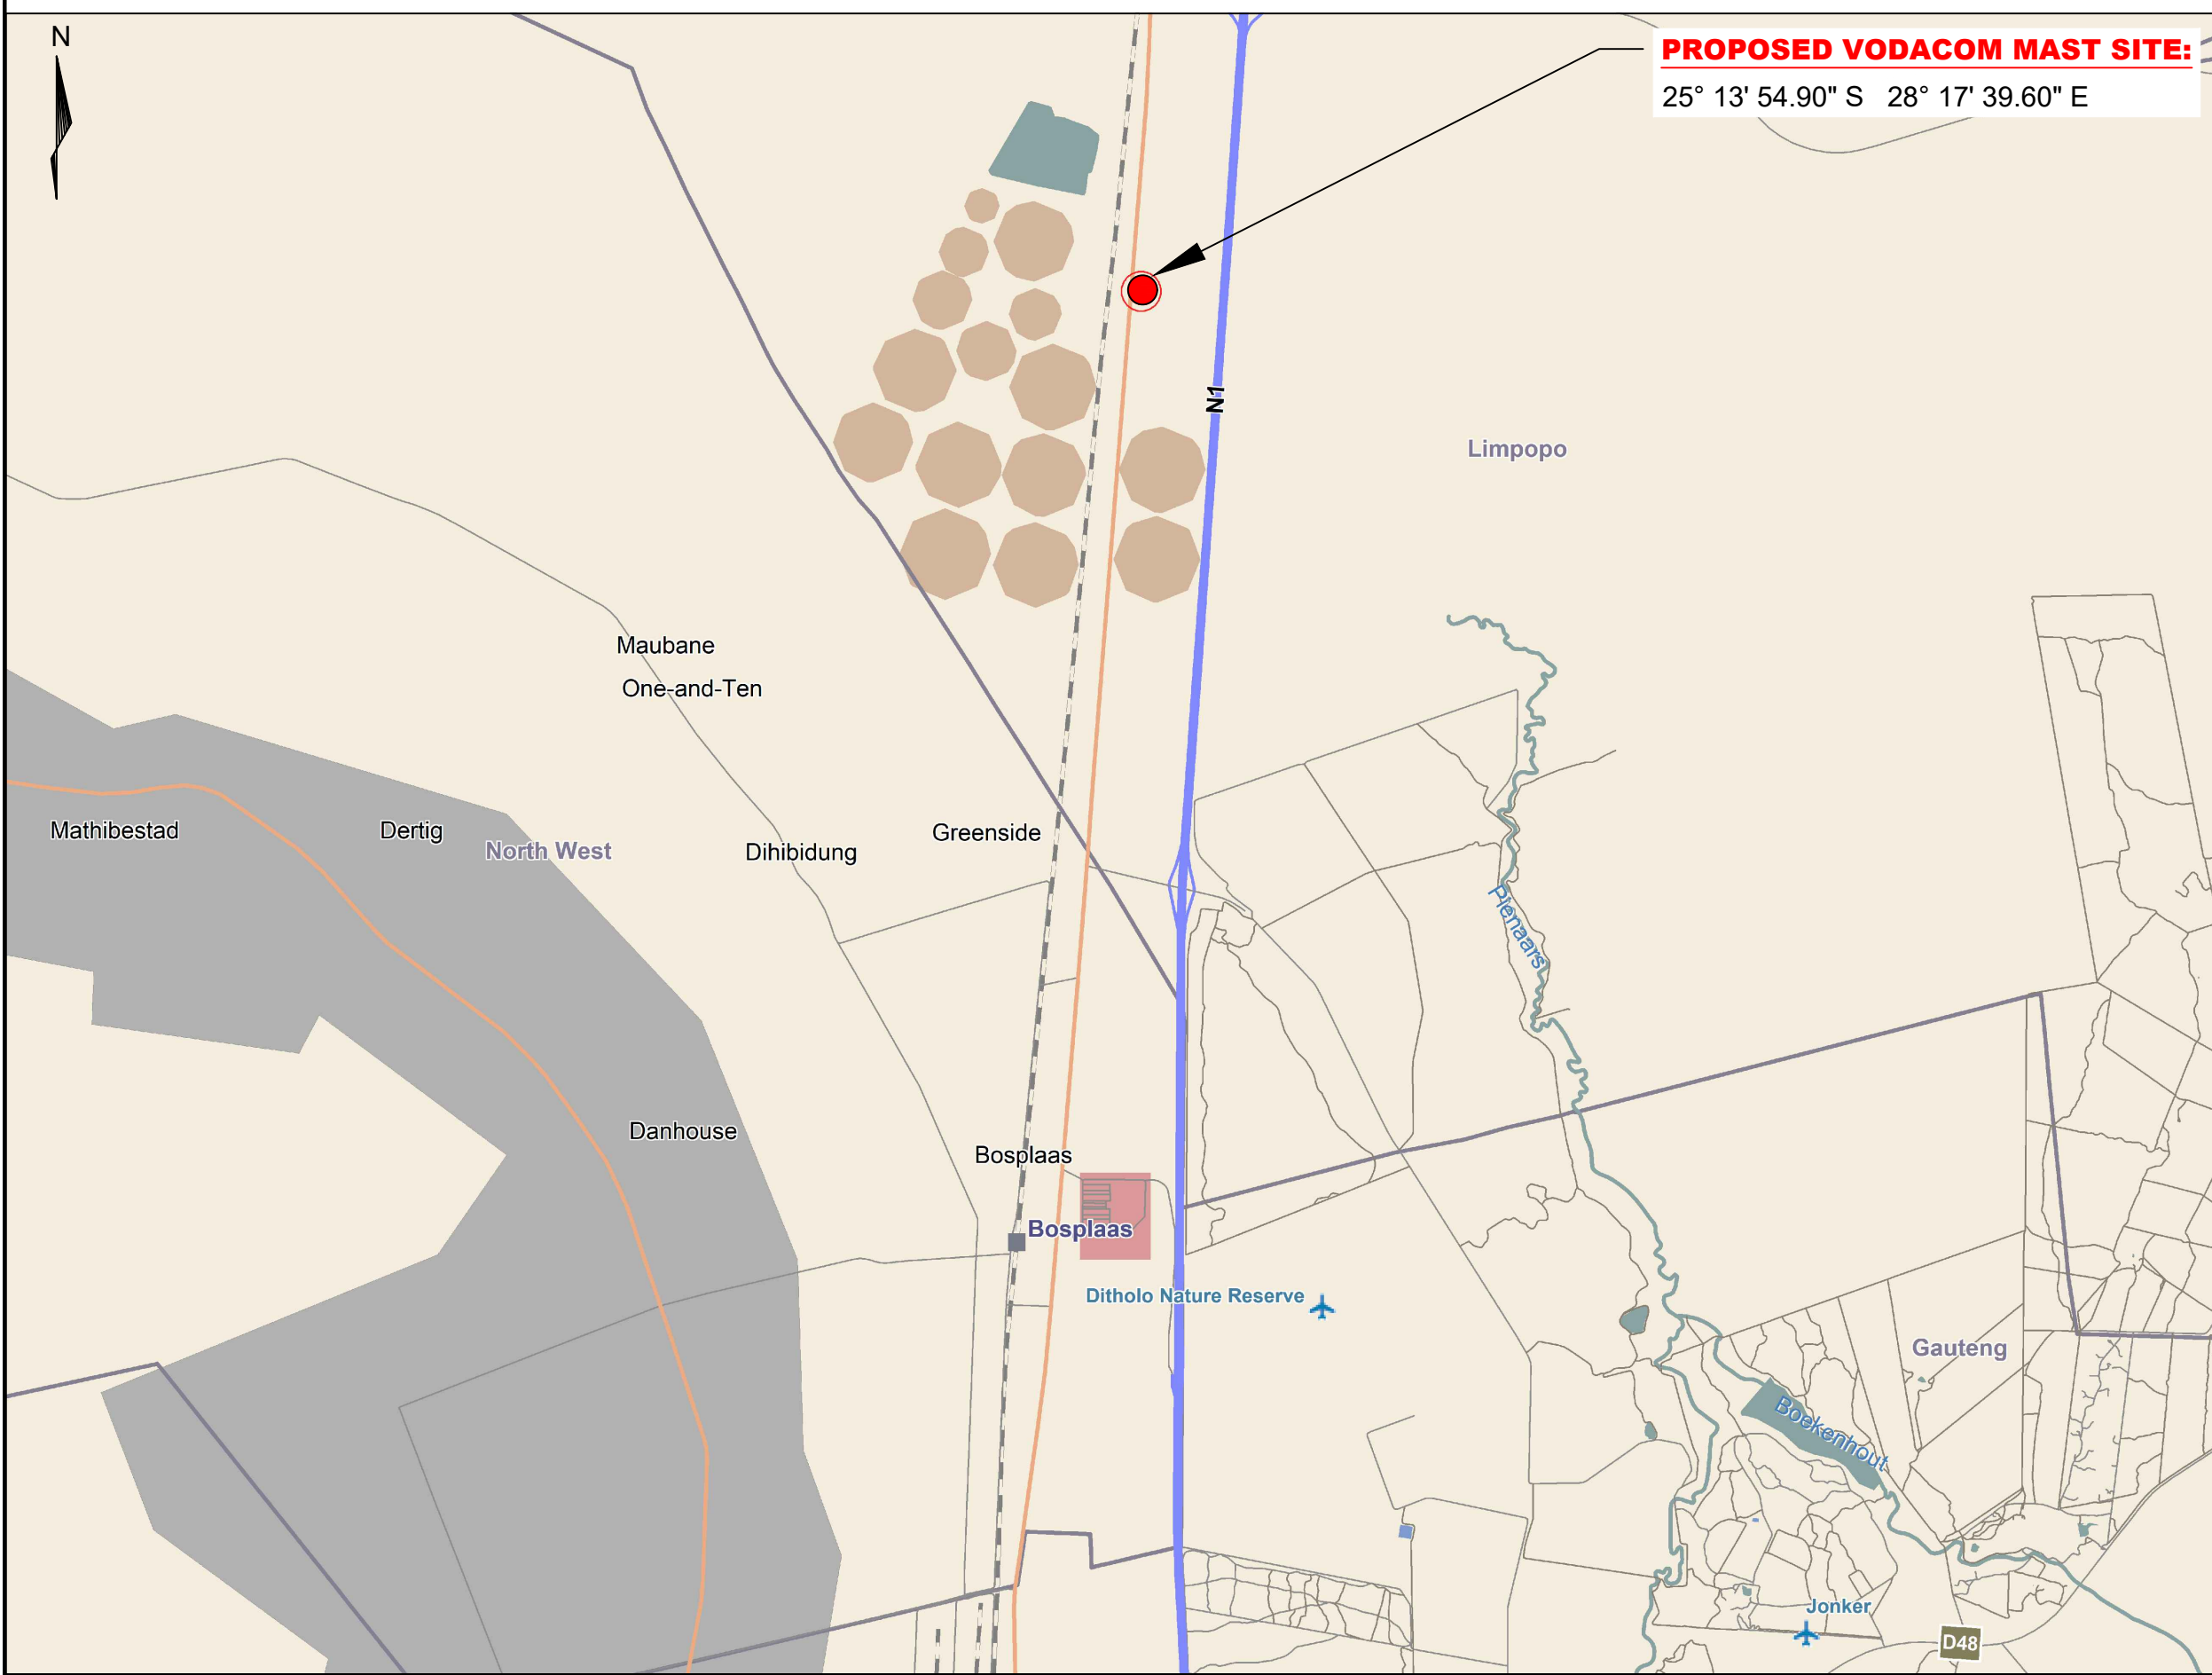 N
PROPOSED VODACOM MAST SITE:
25° 13' 54.90" S   28° 17' 39.60" E
N1
Limpopo
Maubane
One-and-Ten
Mathibestad
Dertig
North West
Dihibidung
Greenside
Pienaars
Danhouse
Bosplaas
Bosplaas
Ditholo Nature Reserve
Gauteng
Boekenhout
Jonker
D48